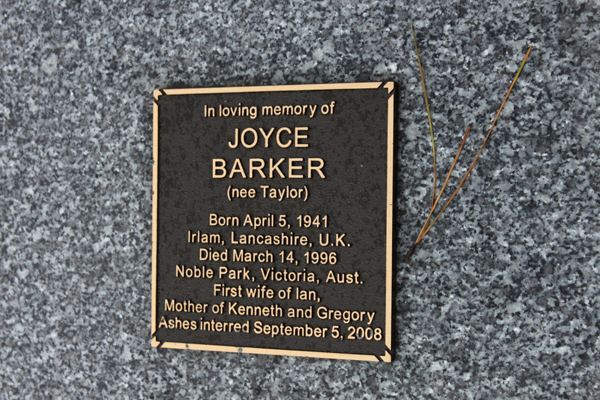 In loving memory of
JOYCE
BARKER
(nee Taylor)
Born April 5, 1941
Irlam, Lancashire, U.K.
Died March 14, 1996
Noble Park, Victoria, Aust.
First wife of Ian,
Mother of Kenneth and Gregory
Ashes interred September 5, 2008